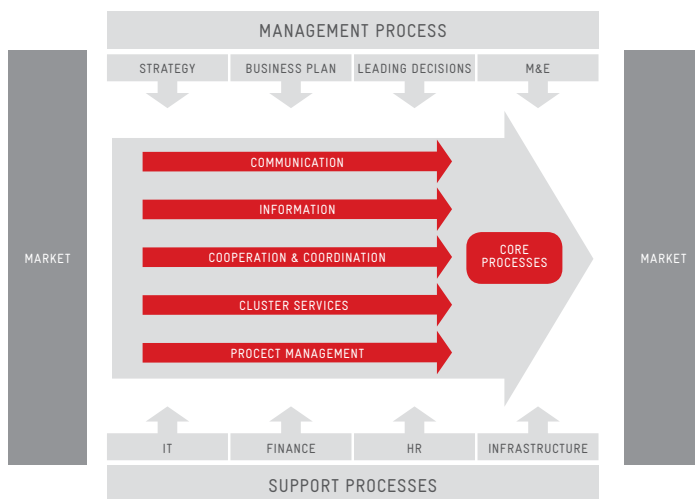 MANAGEMENT PROCESS
STRATEGY
BUSINESS PLAN
LEADING DECISIONS
M&E
COMMUNICATION
INFORMATION
MARKET
COOPERATION & COORDINATION
CORE
PROCESSES
MARKET
CLUSTER SERVICES
PROCECT MANAGEMENT
IT
FINANCE
HR
INFRASTRUCTURE
SUPPORT PROCESSES